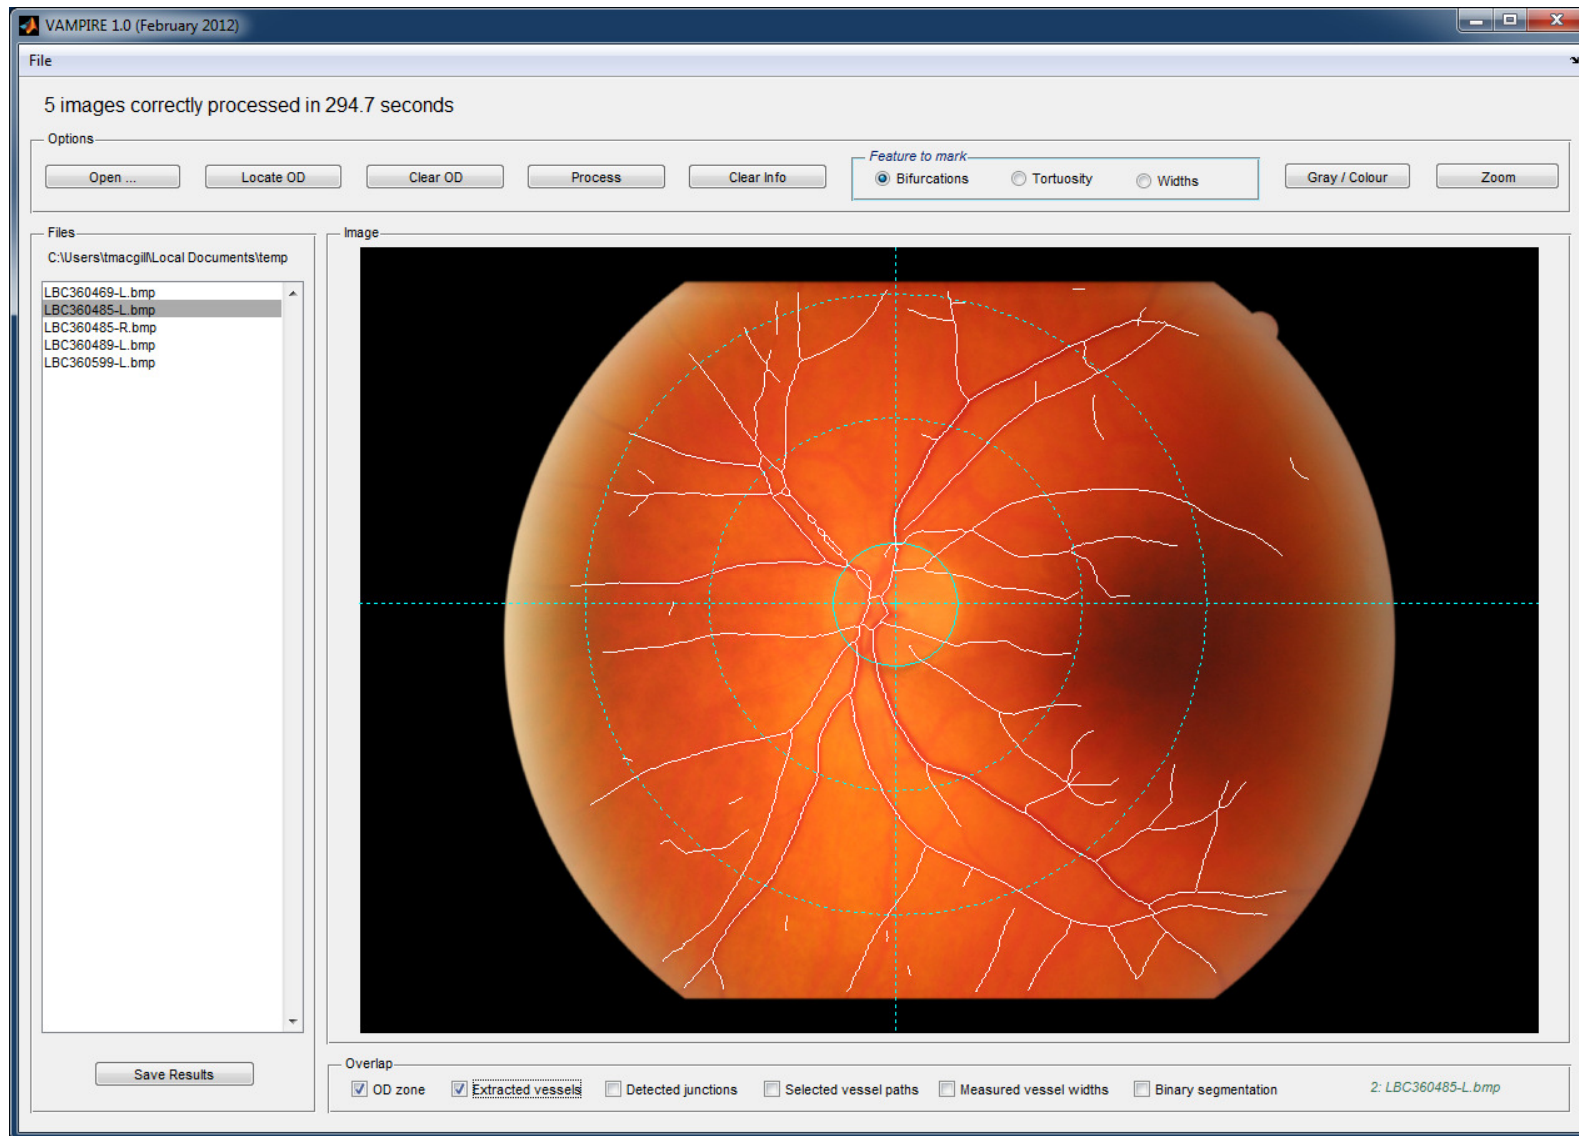 VAMPIRE 1.0 (February 2012)
File
5 images correctly processed in 294.7 seconds
Options
Open ...
Locate OD
Clear OD
Process
Clear Info
Feature to mark
Bifurcations
Tortuosity
Widths
Gray / Colour
Zoom
Files
C:\Users\tmacgill\Local Documents\temp
LBC360469-L.bmp
LBC360485-L.bmp
LBC360485-R.bmp
LBC360489-L.bmp
LBC360599-L.bmp
Save Results
Image
Overlap
OD zone
Extracted vessels
Detected junctions
Selected vessel paths
Measured vessel widths
Binary segmentation
2: LBC360485-L.bmp